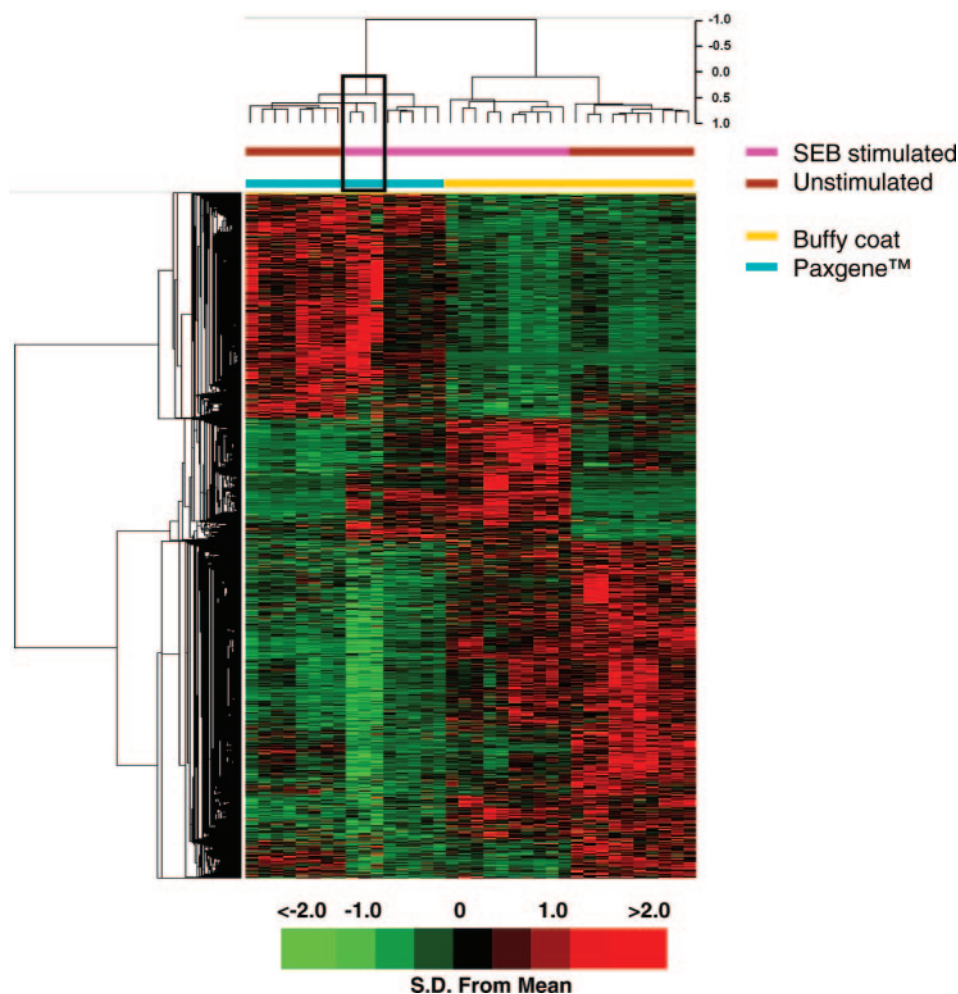 -1.0
-0.5
0.0
0.5
1.0
SEB stimulated
Unstimulated
Buffy coat
Paxgene™
<-2.0 -1.0 0 1.0 >2.0
S.D. From Mean